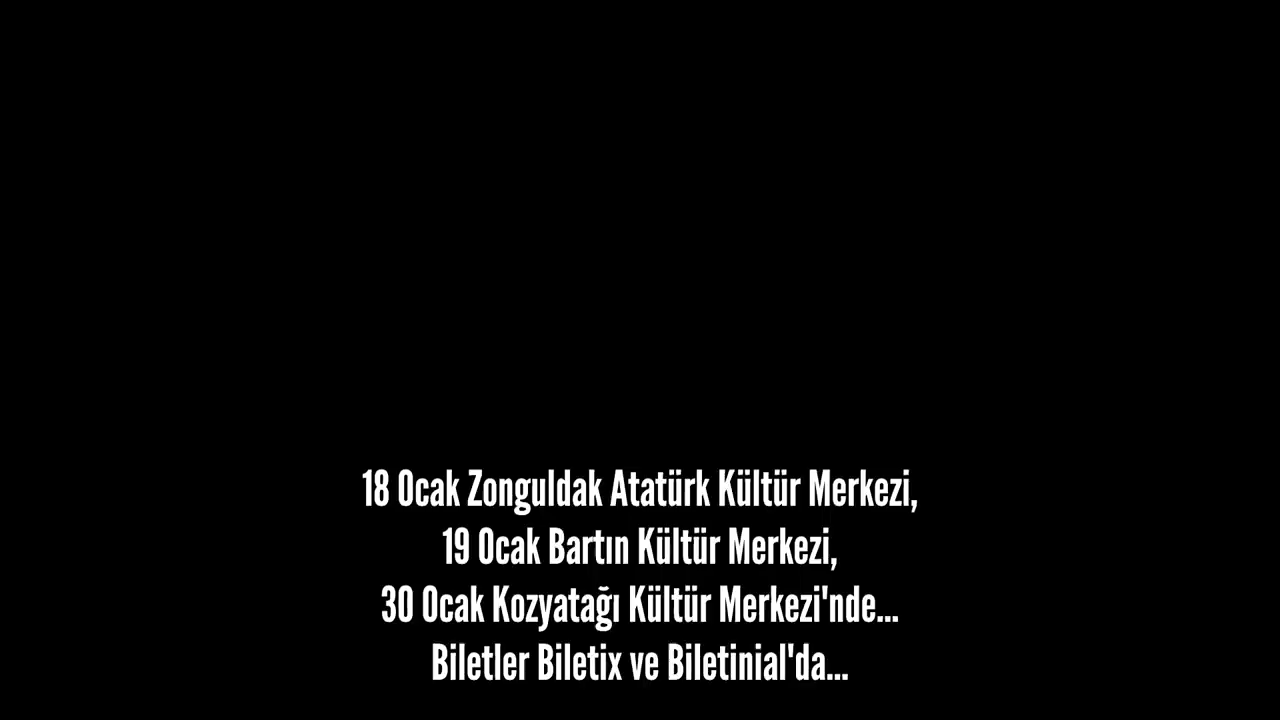 18 Ocak Zonguldak Atatürk Kültür Merkezi,
19 Ocak Bartın Kültür Merkezi,
30 Ocak Kozyatağı Kültür Merkezi'nde...
Biletler Biletix ve Biletinial'da...